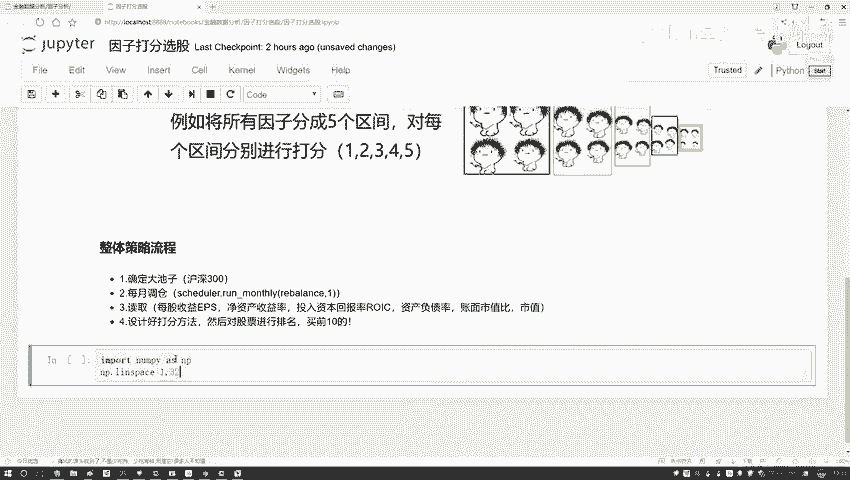 金融数据分析/因子分析/
因子打分选股
http://localhost:8888/notebooks/金融数据分析/因子打分选股/因子打分选股.ipynb
jupyter 因子打分选股 Last Checkpoint: 2 hours ago (unsaved changes)
Logout
File Edit View Insert Cell Kernel Widgets Help
Trusted
Python
Code
例如将所有因子分成5个区间，对每
个区间分别进行打分（1,2,3,4,5）
整体策略流程
1.确定大池子（沪深300）
2.每月调仓（scheduler.run_monthly(rebalance,1)）
3.读取（每股收益EPS，净资产收益率，投入资本回报率ROIC，资产负债率，账面市值比，市值）
4.设计好打分方法，然后对股票进行排名，买前10的！
In [ ]: import numpy as np
np.linspace